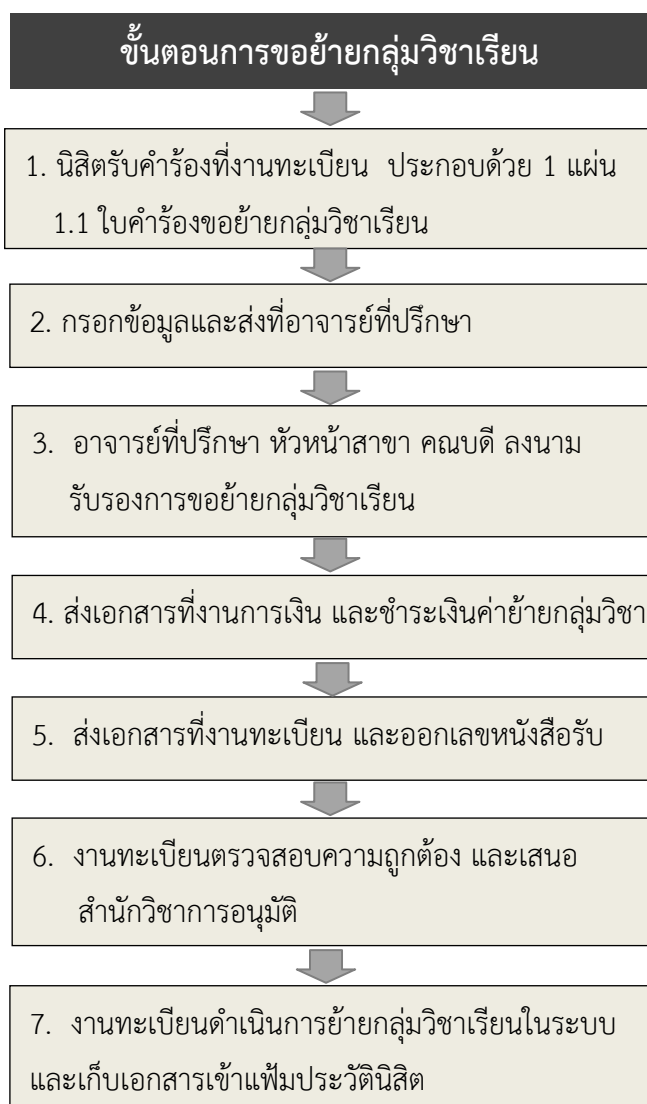 ขั้นตอนการขอย้ายกลุ่มวิชาเรียน
1. นิสิตรับคำร้องที่งานทะเบียน ประกอบด้วย 1 แผ่น
1.1 ใบคำร้องขอย้ายกลุ่มวิชาเรียน
2. กรอกข้อมูลและส่งที่อาจารย์ที่ปรึกษา
3. อาจารย์ที่ปรึกษา หัวหน้าสาขา คณบดี ลงนาม
รับรองการขอย้ายกลุ่มวิชาเรียน
4. ส่งเอกสารที่งานการเงิน และชำระเงินค่าย้ายกลุ่มวิชา
5. ส่งเอกสารที่งานทะเบียน และออกเลขหนังสือรับ
6. งานทะเบียนตรวจสอบความถูกต้อง และเสนอ
สำนักวิชาการอนุมัติ
7. งานทะเบียนดำเนินการย้ายกลุ่มวิชาเรียนในระบบ
และเก็บเอกสารเข้าแฟ้มประวัตินิสิต